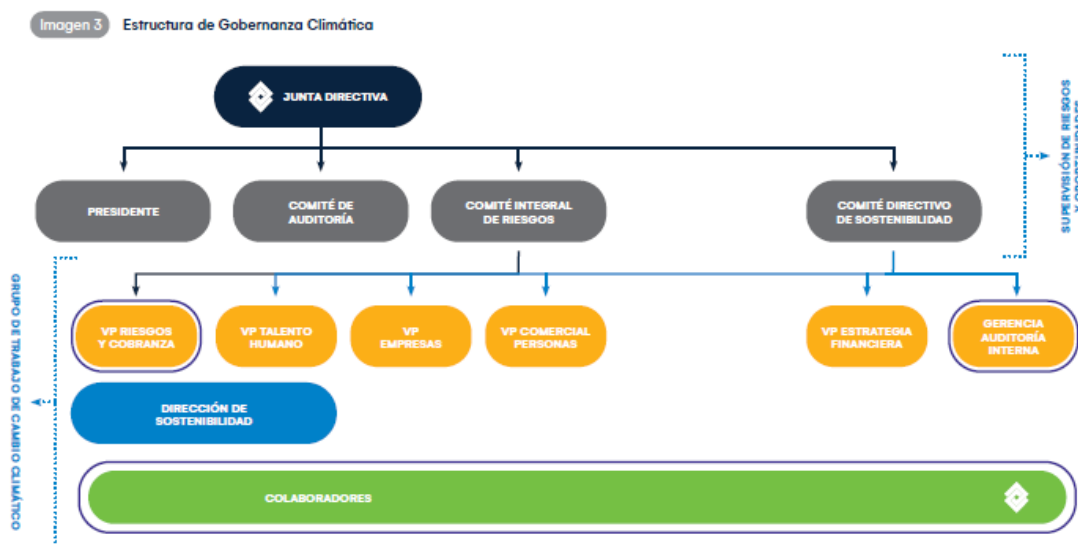 Imagen 3 Estructura de Gobernanza Climática
JUNTA DIRECTIVA
SUPERVISIÓN DE RIESGOS
Y OPORTUNIDADES
PRESIDENTE
COMITÉ DE
AUDITORÍA
COMITÉ INTEGRAL
DE RIESGOS
COMITÉ DIRECTIVO
DE SOSTENIBILIDAD
GRUPO DE TRABAJO DE CAMBIO CLIMÁTICO
VP RIESGOS
Y COBRANZA
VP TALENTO
HUMANO
VP
EMPRESAS
VP COMERCIAL
PERSONAS
VP ESTRATEGIA
FINANCIERA
GERENCIA
AUDITORÍA
INTERNA
DIRECCIÓN DE
SOSTENIBILIDAD
COLABORADORES